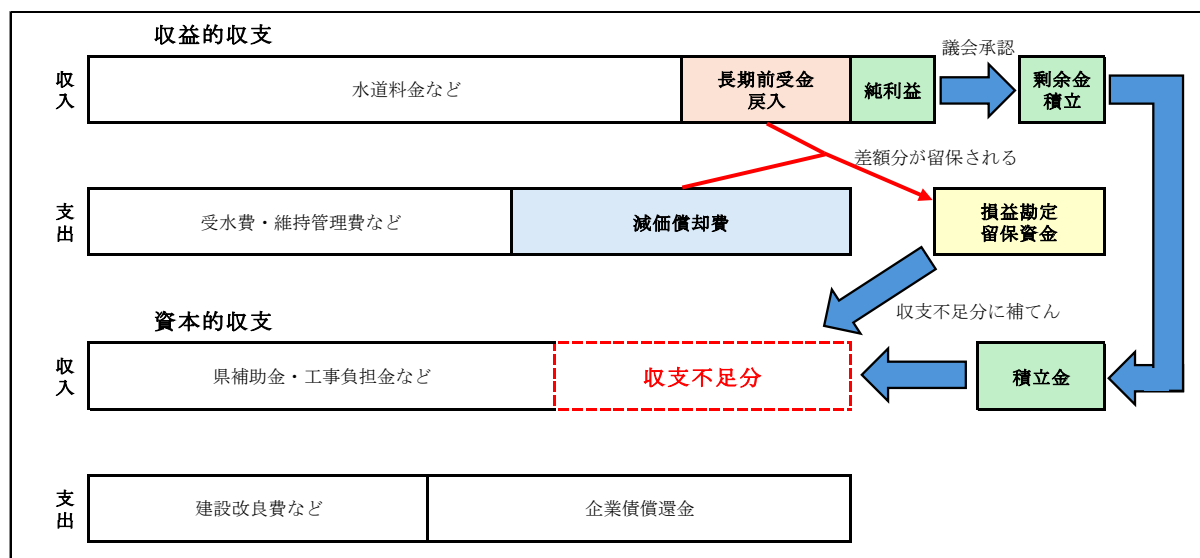 収益的収支
議会承認
収入
水道料金など
長期前受金
戻入
純利益
剰余金
積立
差額分が留保される
支出
受水費・維持管理費など
減価償却費
損益勘定
留保資金
資本的収支
収支不足分に補てん
収入
県補助金・工事負担金など
収支不足分
積立金
支出
建設改良費など
企業債償還金